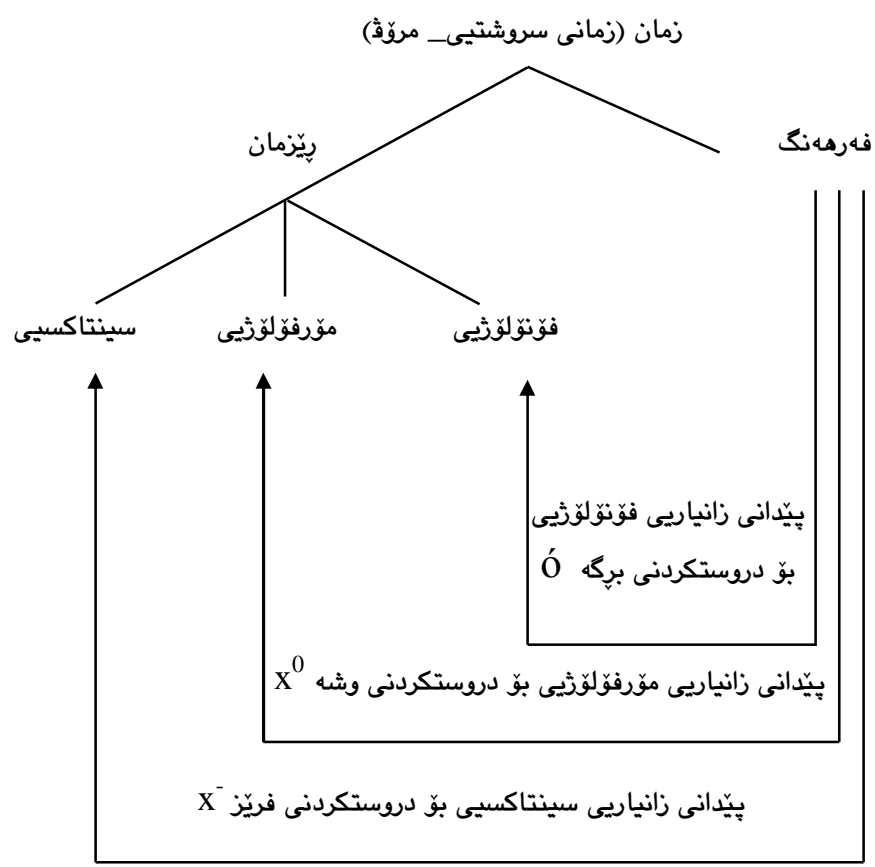 زمان (زمانی سروشتیی_ مرۆڤ)
فەرهەنگ
ڕێزمان
فۆنۆلۆژیی
مۆرفۆلۆژیی
سینتاکسیی
پێدانی زانیاریی فۆنۆلۆژیی
بۆ دروستکردنی بڕگە Ó
پێدانی زانیاریی مۆرفۆلۆژیی بۆ دروستکردنی وشە x⁰
پێدانی زانیاریی سینتاکسیی بۆ دروستکردنی فرێز x⁻